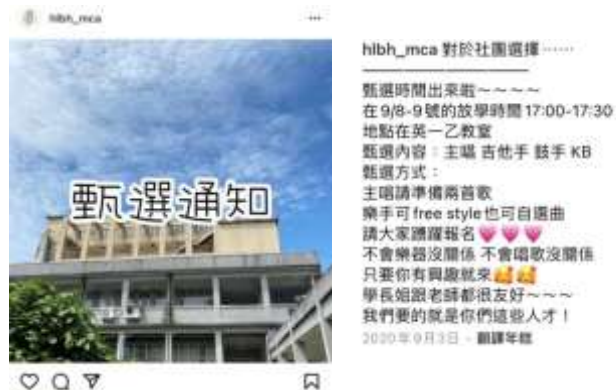 hlbh_mca
甄選通知
hlbh_mca 對於社團選擇……
甄選時間出來啦～～～～
在9/8-9號的放學時間17:00-17:30
地點在英一乙教室
甄選內容：主唱 吉他手 鼓手 KB
甄選方式：
主唱請準備兩首歌
樂手可free style也可自選曲
請大家踴躍報名💗💗💗
不會樂器沒關係 不會唱歌沒關係
只要你有興趣就來🥰🥰
學長姐跟老師都很友好～～～
我們要的就是你們這些人才！
2020年9月3日・翻譯年糕